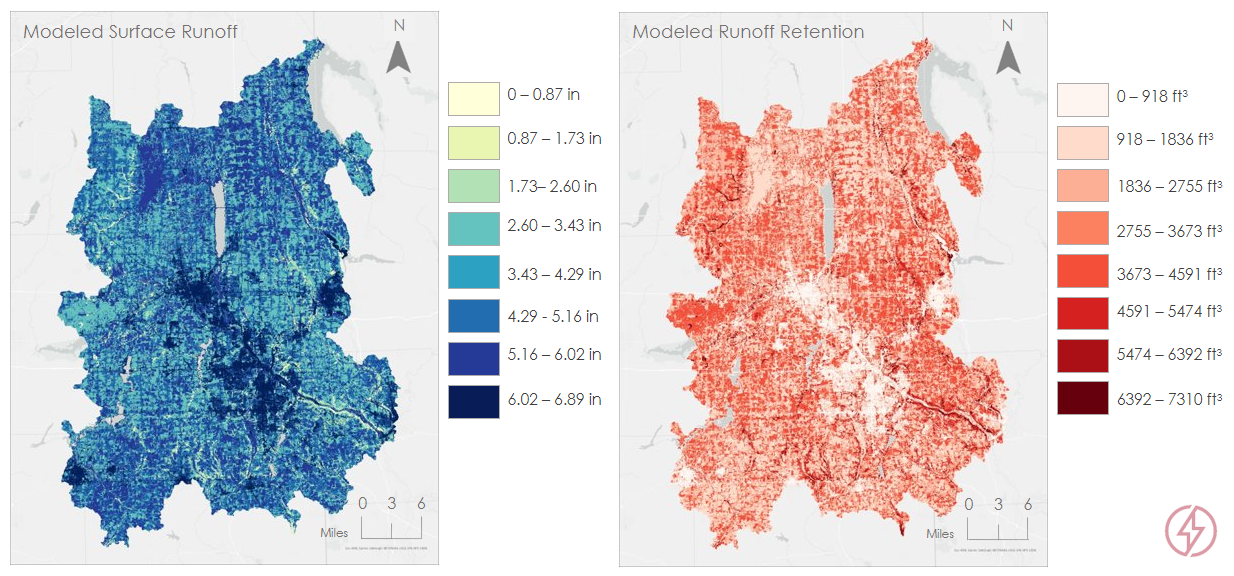 Modeled Surface Runoff
N
0 – 0.87 in
0.87 – 1.73 in
1.73– 2.60 in
2.60 – 3.43 in
3.43 – 4.29 in
4.29 - 5.16 in
5.16 – 6.02 in
6.02 – 6.89 in
0 3 6
Miles
Modeled Runoff Retention
N
0 – 918 ft³
918 – 1836 ft³
1836 – 2755 ft³
2755 – 3673 ft³
3673 – 4591 ft³
4591 – 5474 ft³
5474 – 6392 ft³
6392 – 7310 ft³
0 3 6
Miles